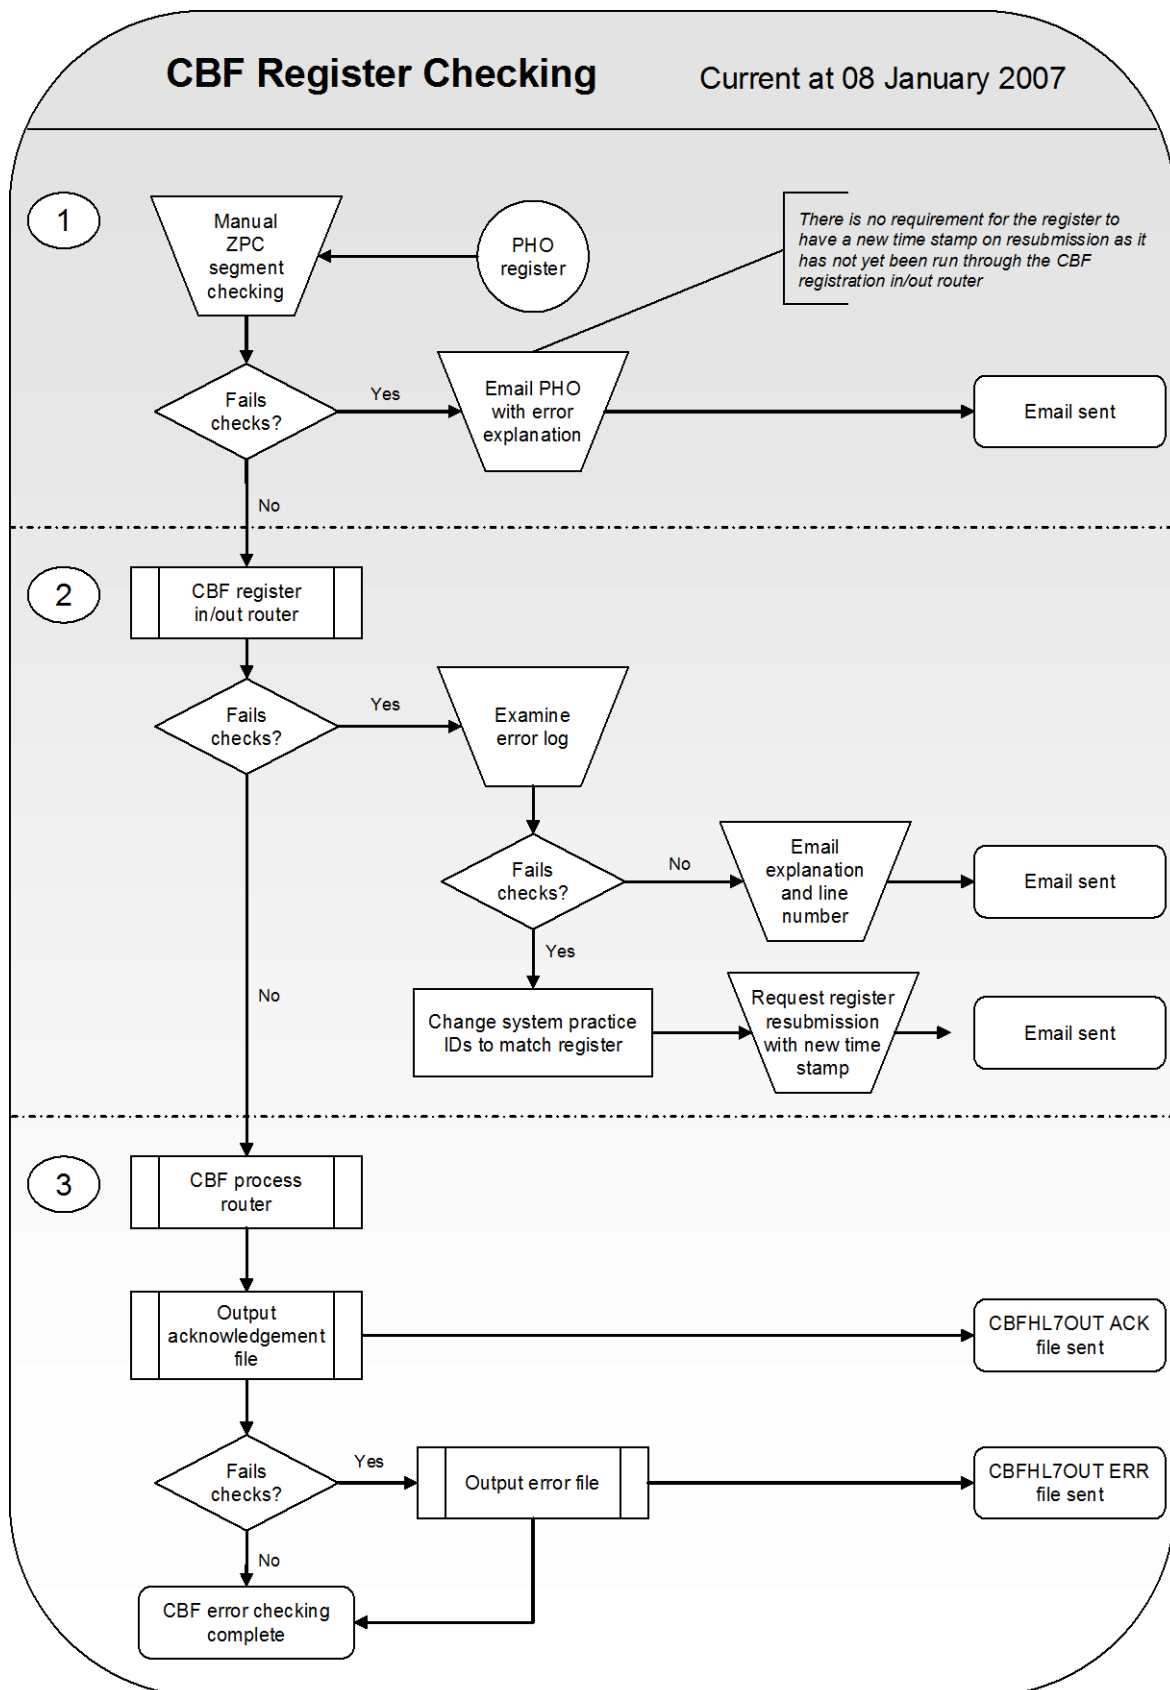 CBF Register Checking
Current at 08 January 2007
1
Manual
ZPC
segment
checking
PHO
register
There is no requirement for the register to
have a new time stamp on resubmission as it
has not yet been run through the CBF
registration in/out router
Fails
checks?
Yes
Email PHO
with error
explanation
Email sent
No
2
CBF register
in/out router
Fails
checks?
Yes
Examine
error log
Fails
checks?
No
Email
explanation
and line
number
Email sent
Yes
No
Change system practice
IDs to match register
Request register
resubmission
with new time
stamp
Email sent
3
CBF process
router
Output
acknowledgement
file
CBFHL7OUT ACK
file sent
Fails
checks?
Yes
Output error file
CBFHL7OUT ERR
file sent
No
CBF error checking
complete